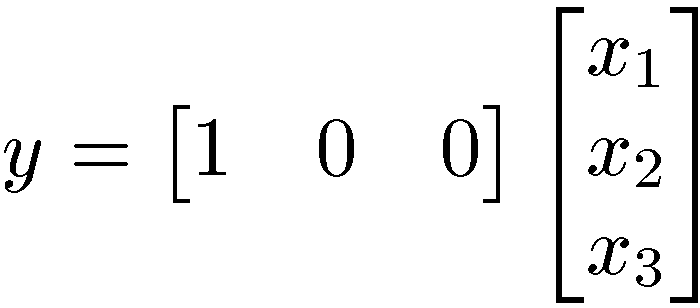 y = [1 0 0] [x₁ x₂ x₃]